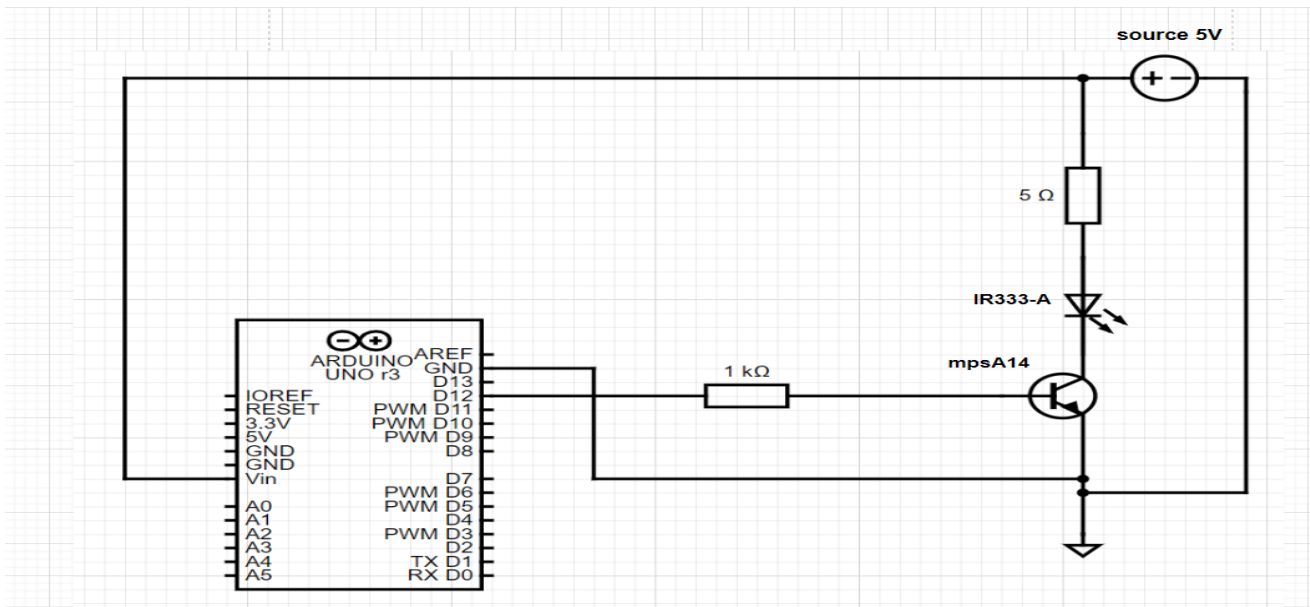 source 5V
5 Ω
IR333-A
mpsA14
1 kΩ
ARDUINO
UNO r3
AREF
GND
D13
D12
PWM D11
PWM D10
PWM D9
D8
D7
PWM D6
PWM D5
D4
PWM D3
D2
TX D1
RX D0
IOREF
RESET
3.3V
5V
GND
GND
Vin
A0
A1
A2
A3
A4
A5